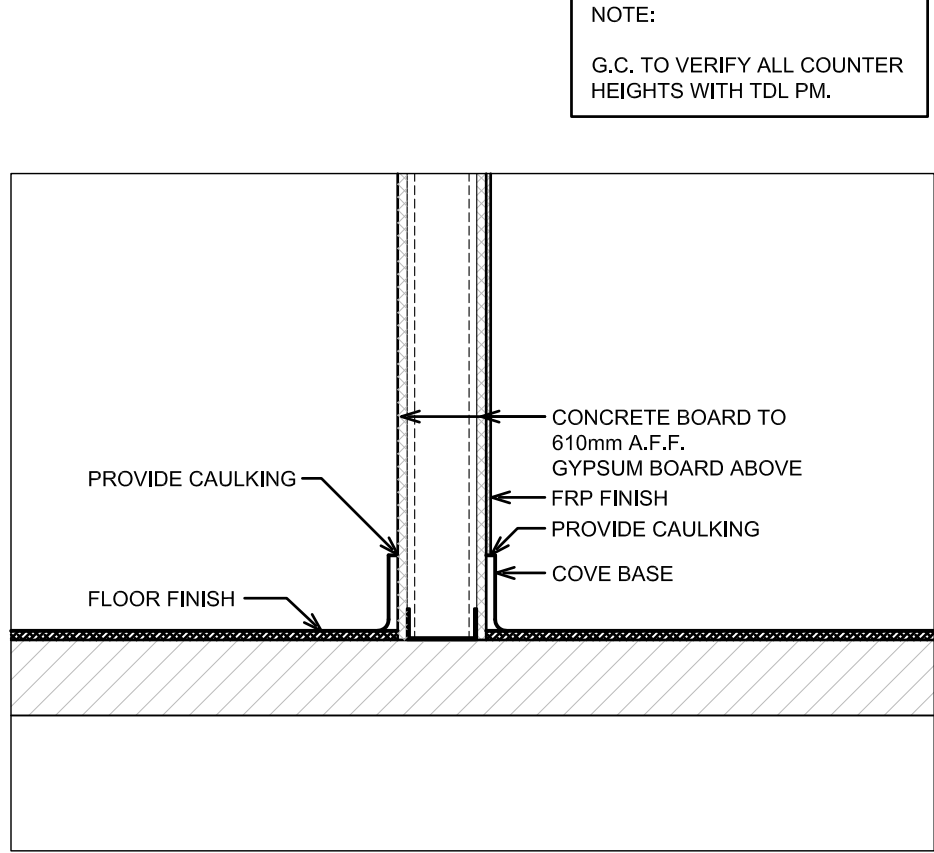 NOTE:
G.C. TO VERIFY ALL COUNTER
HEIGHTS WITH TDL PM.
CONCRETE BOARD TO
610mm A.F.F.
GYPSUM BOARD ABOVE
PROVIDE CAULKING
FRP FINISH
PROVIDE CAULKING
COVE BASE
FLOOR FINISH